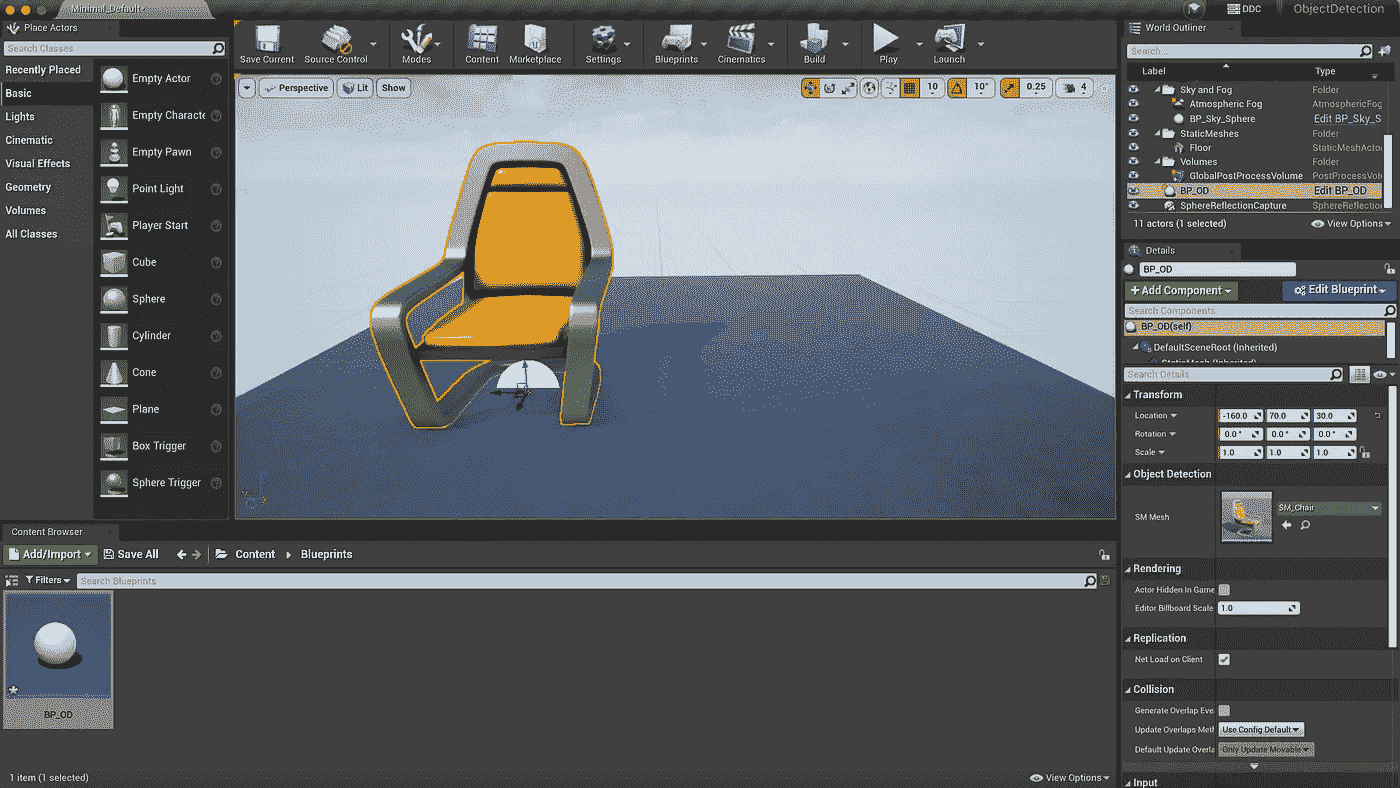 Minimal_Default•
DDC
ObjectDetection
Place Actors
Search Classes
Recently Placed
Basic
Lights
Cinematic
Visual Effects
Geometry
Volumes
All Classes
Empty Actor
Empty Characte
Empty Pawn
Point Light
Player Start
Cube
Sphere
Cylinder
Cone
Plane
Box Trigger
Sphere Trigger
Save Current
Source Control
Modes
Content
Marketplace
Settings
Blueprints
Cinematics
Build
Play
Launch
Perspective
Lit
Show
10
10°
0.25
4
World Outliner
Search...
Label Type
Sky and Fog Folder
Atmospheric Fog AtmosphericFog
BP_Sky_Sphere Edit BP_Sky_S
StaticMeshes Folder
Floor StaticMeshActo
Volumes Folder
GlobalPostProcessVolume PostProcessVolu
BP_OD Edit BP_OD
SphereReflectionCapture SphereReflection
11 actors (1 selected) View Options
Details
BP_OD
+Add Component Edit Blueprint
Search Components
BP_OD(self)
DefaultSceneRoot (Inherited)
StaticMesh (Inherited)
Search Details
Transform
Location -160.0 70.0 30.0
Rotation 0.0° 0.0° 0.0°
Scale 1.0 1.0 1.0
Object Detection
SM Mesh SM_Chair
Rendering
Actor Hidden In Game
Editor Billboard Scale 1.0
Replication
Net Load on Client
Collision
Generate Overlap Eve
Update Overlaps Meth Use Config Default
Default Update Overla Only Update Movable
Input
Content Browser
Add/Import Save All Content Blueprints
Filters Search Blueprints
BP_OD
1 item (1 selected) View Options